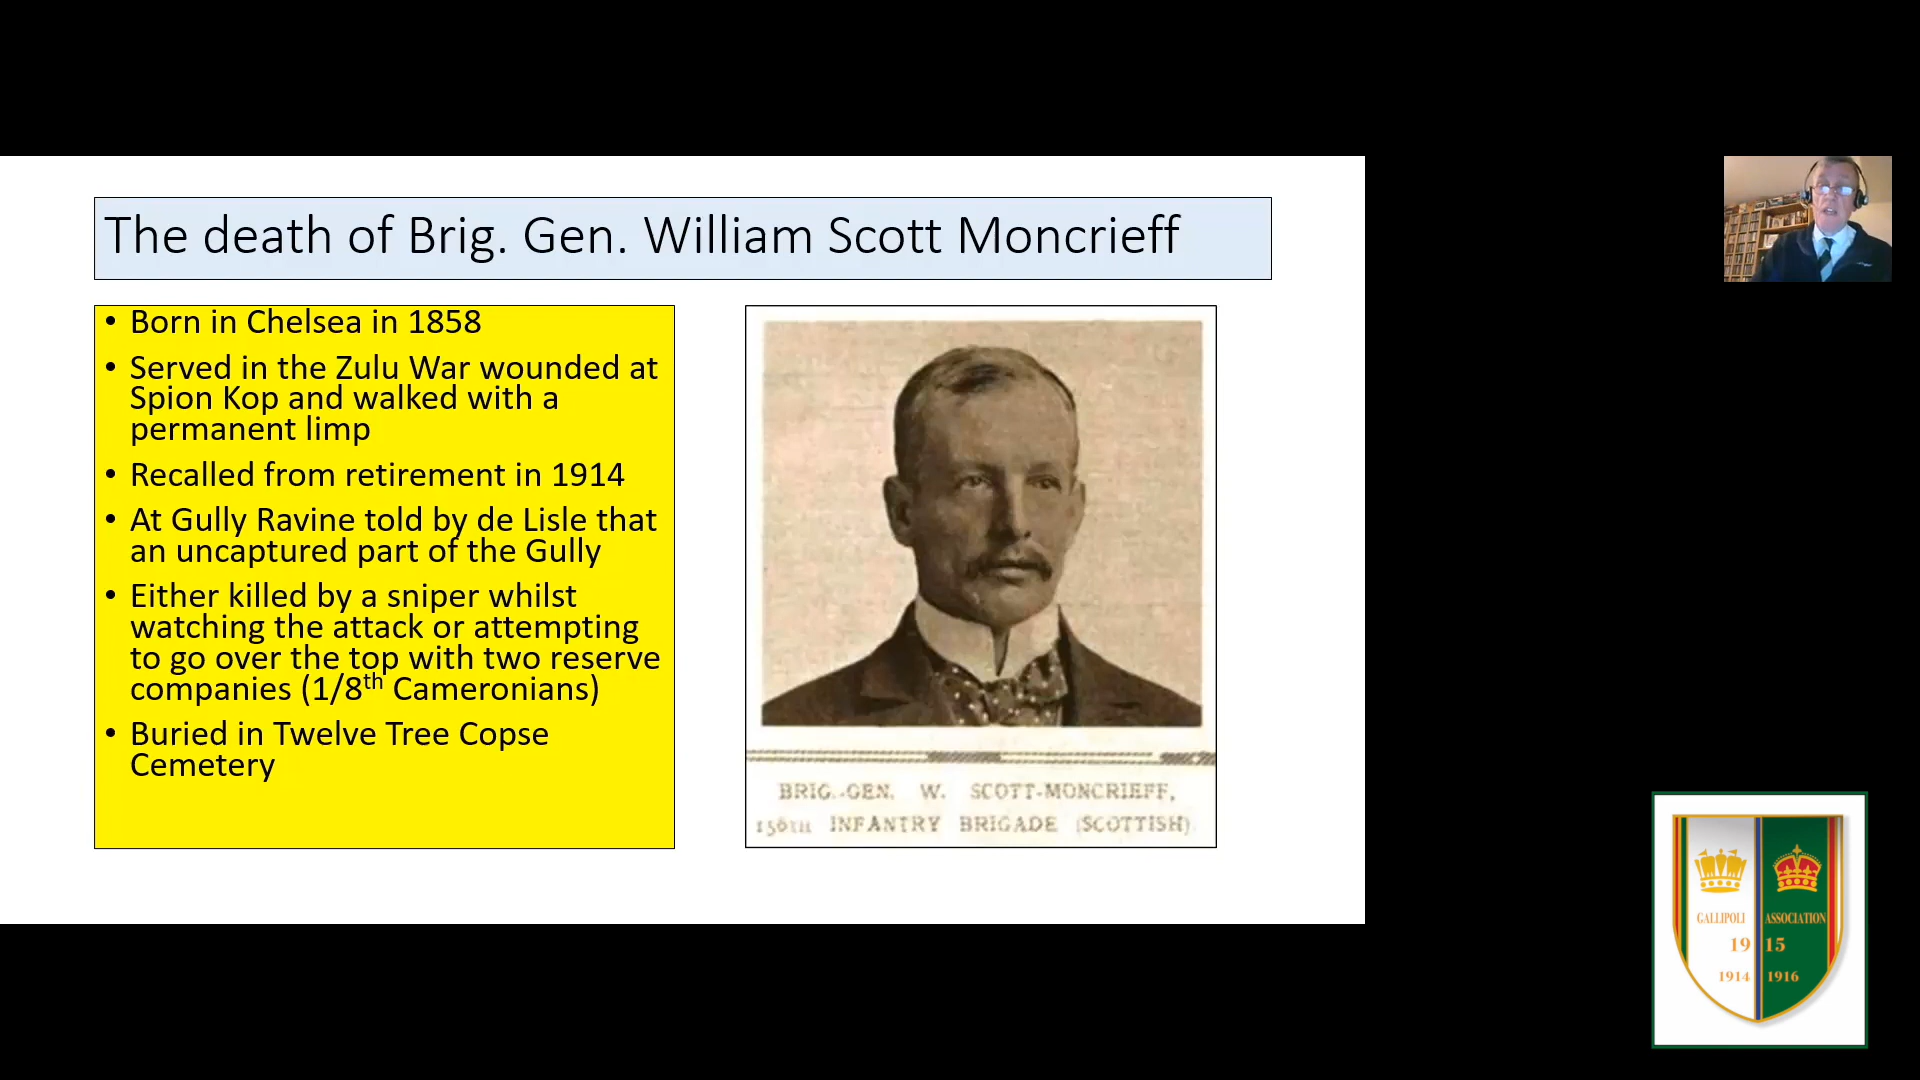 The death of Brig. Gen. William Scott Moncrieff
• Born in Chelsea in 1858
• Served in the Zulu War wounded at
Spion Kop and walked with a
permanent limp
• Recalled from retirement in 1914
• At Gully Ravine told by de Lisle that
an uncaptured part of the Gully
• Either killed by a sniper whilst
watching the attack or attempting
to go over the top with two reserve
companies (1/8th Cameronians)
• Buried in Twelve Tree Copse
Cemetery
BRIG.-GEN. W. SCOTT-MONCRIEFF,
156TH INFANTRY BRIGADE (SCOTTISH).
GALLIPOLI ASSOCIATION
19 15
1914 1916